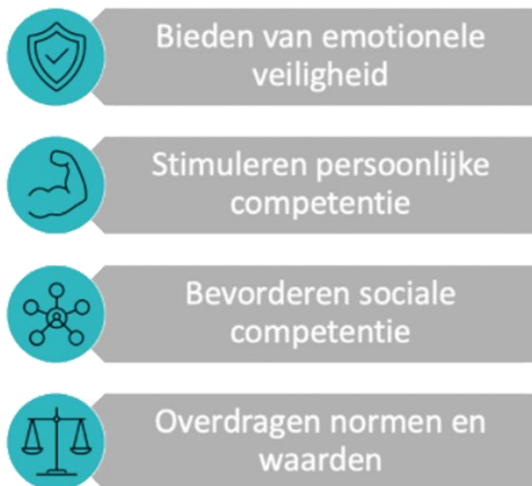 Bieden van emotionele
veiligheid
Stimuleren persoonlijke
competentie
Bevorderen sociale
competentie
Overdragen normen en
waarden